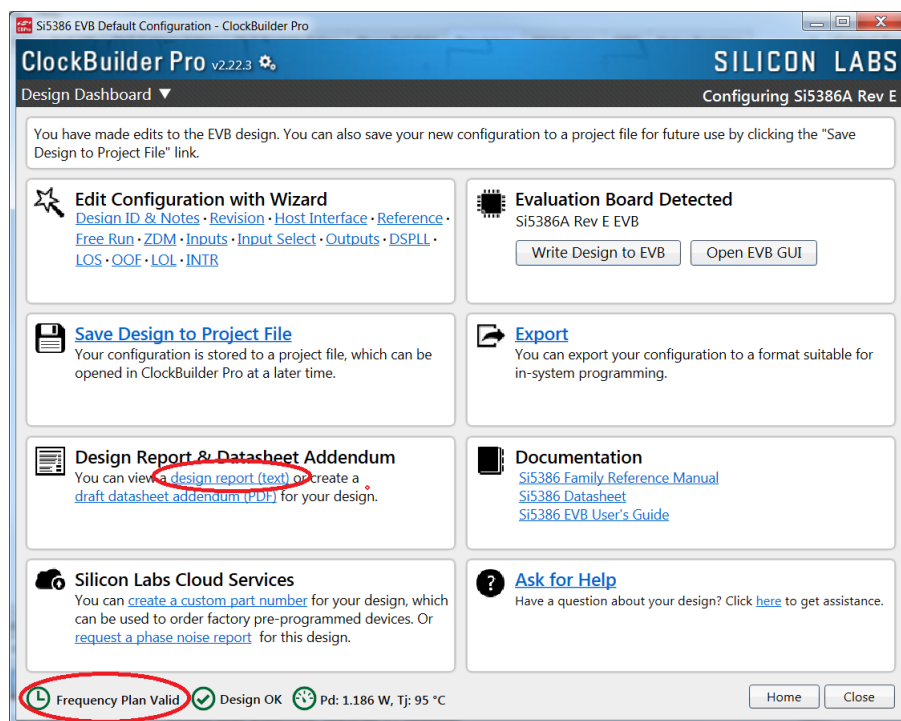 Si5386 EVB Default Configuration - ClockBuilder Pro
ClockBuilder Pro v2.22.3
SILICON LABS
Design Dashboard ▼
Configuring Si5386A Rev E
You have made edits to the EVB design. You can also save your new configuration to a project file for future use by clicking the "Save
Design to Project File" link.
Edit Configuration with Wizard
Design ID & Notes · Revision · Host Interface · Reference ·
Free Run · ZDM · Inputs · Input Select · Outputs · DSPLL ·
LOS · OOF · LOL · INTR
Evaluation Board Detected
Si5386A Rev E EVB
Write Design to EVB
Open EVB GUI
Save Design to Project File
Your configuration is stored to a project file, which can be
opened in ClockBuilder Pro at a later time.
Export
You can export your configuration to a format suitable for
in-system programming.
Design Report & Datasheet Addendum
You can view a design report (text) or create a
draft datasheet addendum (PDF) for your design.
Documentation
Si5386 Family Reference Manual
Si5386 Datasheet
Si5386 EVB User's Guide
Silicon Labs Cloud Services
You can create a custom part number for your design, which
can be used to order factory pre-programmed devices. Or
request a phase noise report for this design.
Ask for Help
Have a question about your design? Click here to get assistance.
Frequency Plan Valid
Design OK
Pd: 1.186 W, Tj: 95 °C
Home
Close